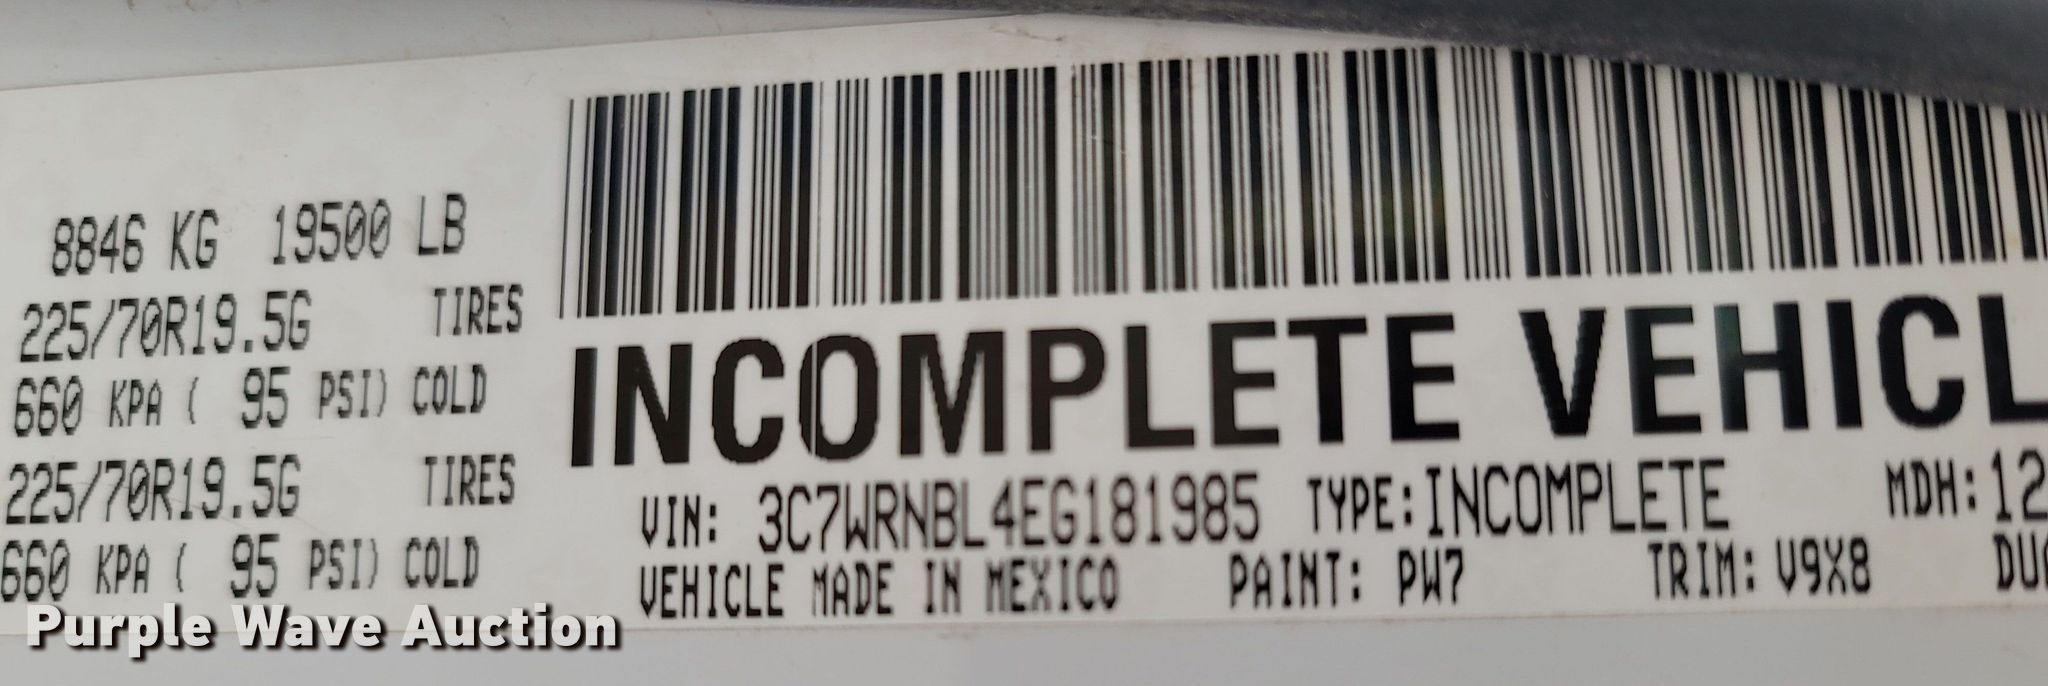 8846 KG 19500 LB
225/70R19.5G TIRES
660 KPA ( 95 PSI) COLD
225/70R19.5G TIRES
660 KPA ( 95 PSI) COLD
INCOMPLETE VEHICL
VIN: 3C7WRNBL4EG181985 TYPE:INCOMPLETE MDH:12
VEHICLE MADE IN MEXICO PAINT: PW7 TRIM: V9X8
Purple Wave Auction